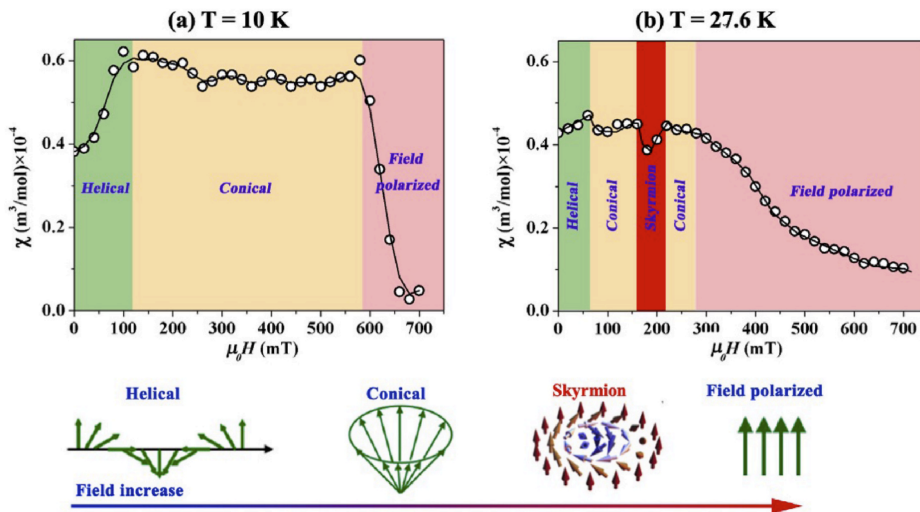 (a) T = 10 K
(b) T = 27.6 K
χ (m³/mol)×10⁻⁴
0.6
0.4
0.2
0.0
Helical
Conical
Field
polarized
0 100 200 300 400 500 600 700
μ₀H (mT)
χ (m³/mol)×10⁻⁴
0.6
0.4
0.2
0.0
Helical
Conical
Skyrmion
Conical
Field polarized
0 100 200 300 400 500 600 700
μ₀H (mT)
Helical
Conical
Skyrmion
Field polarized
Field increase